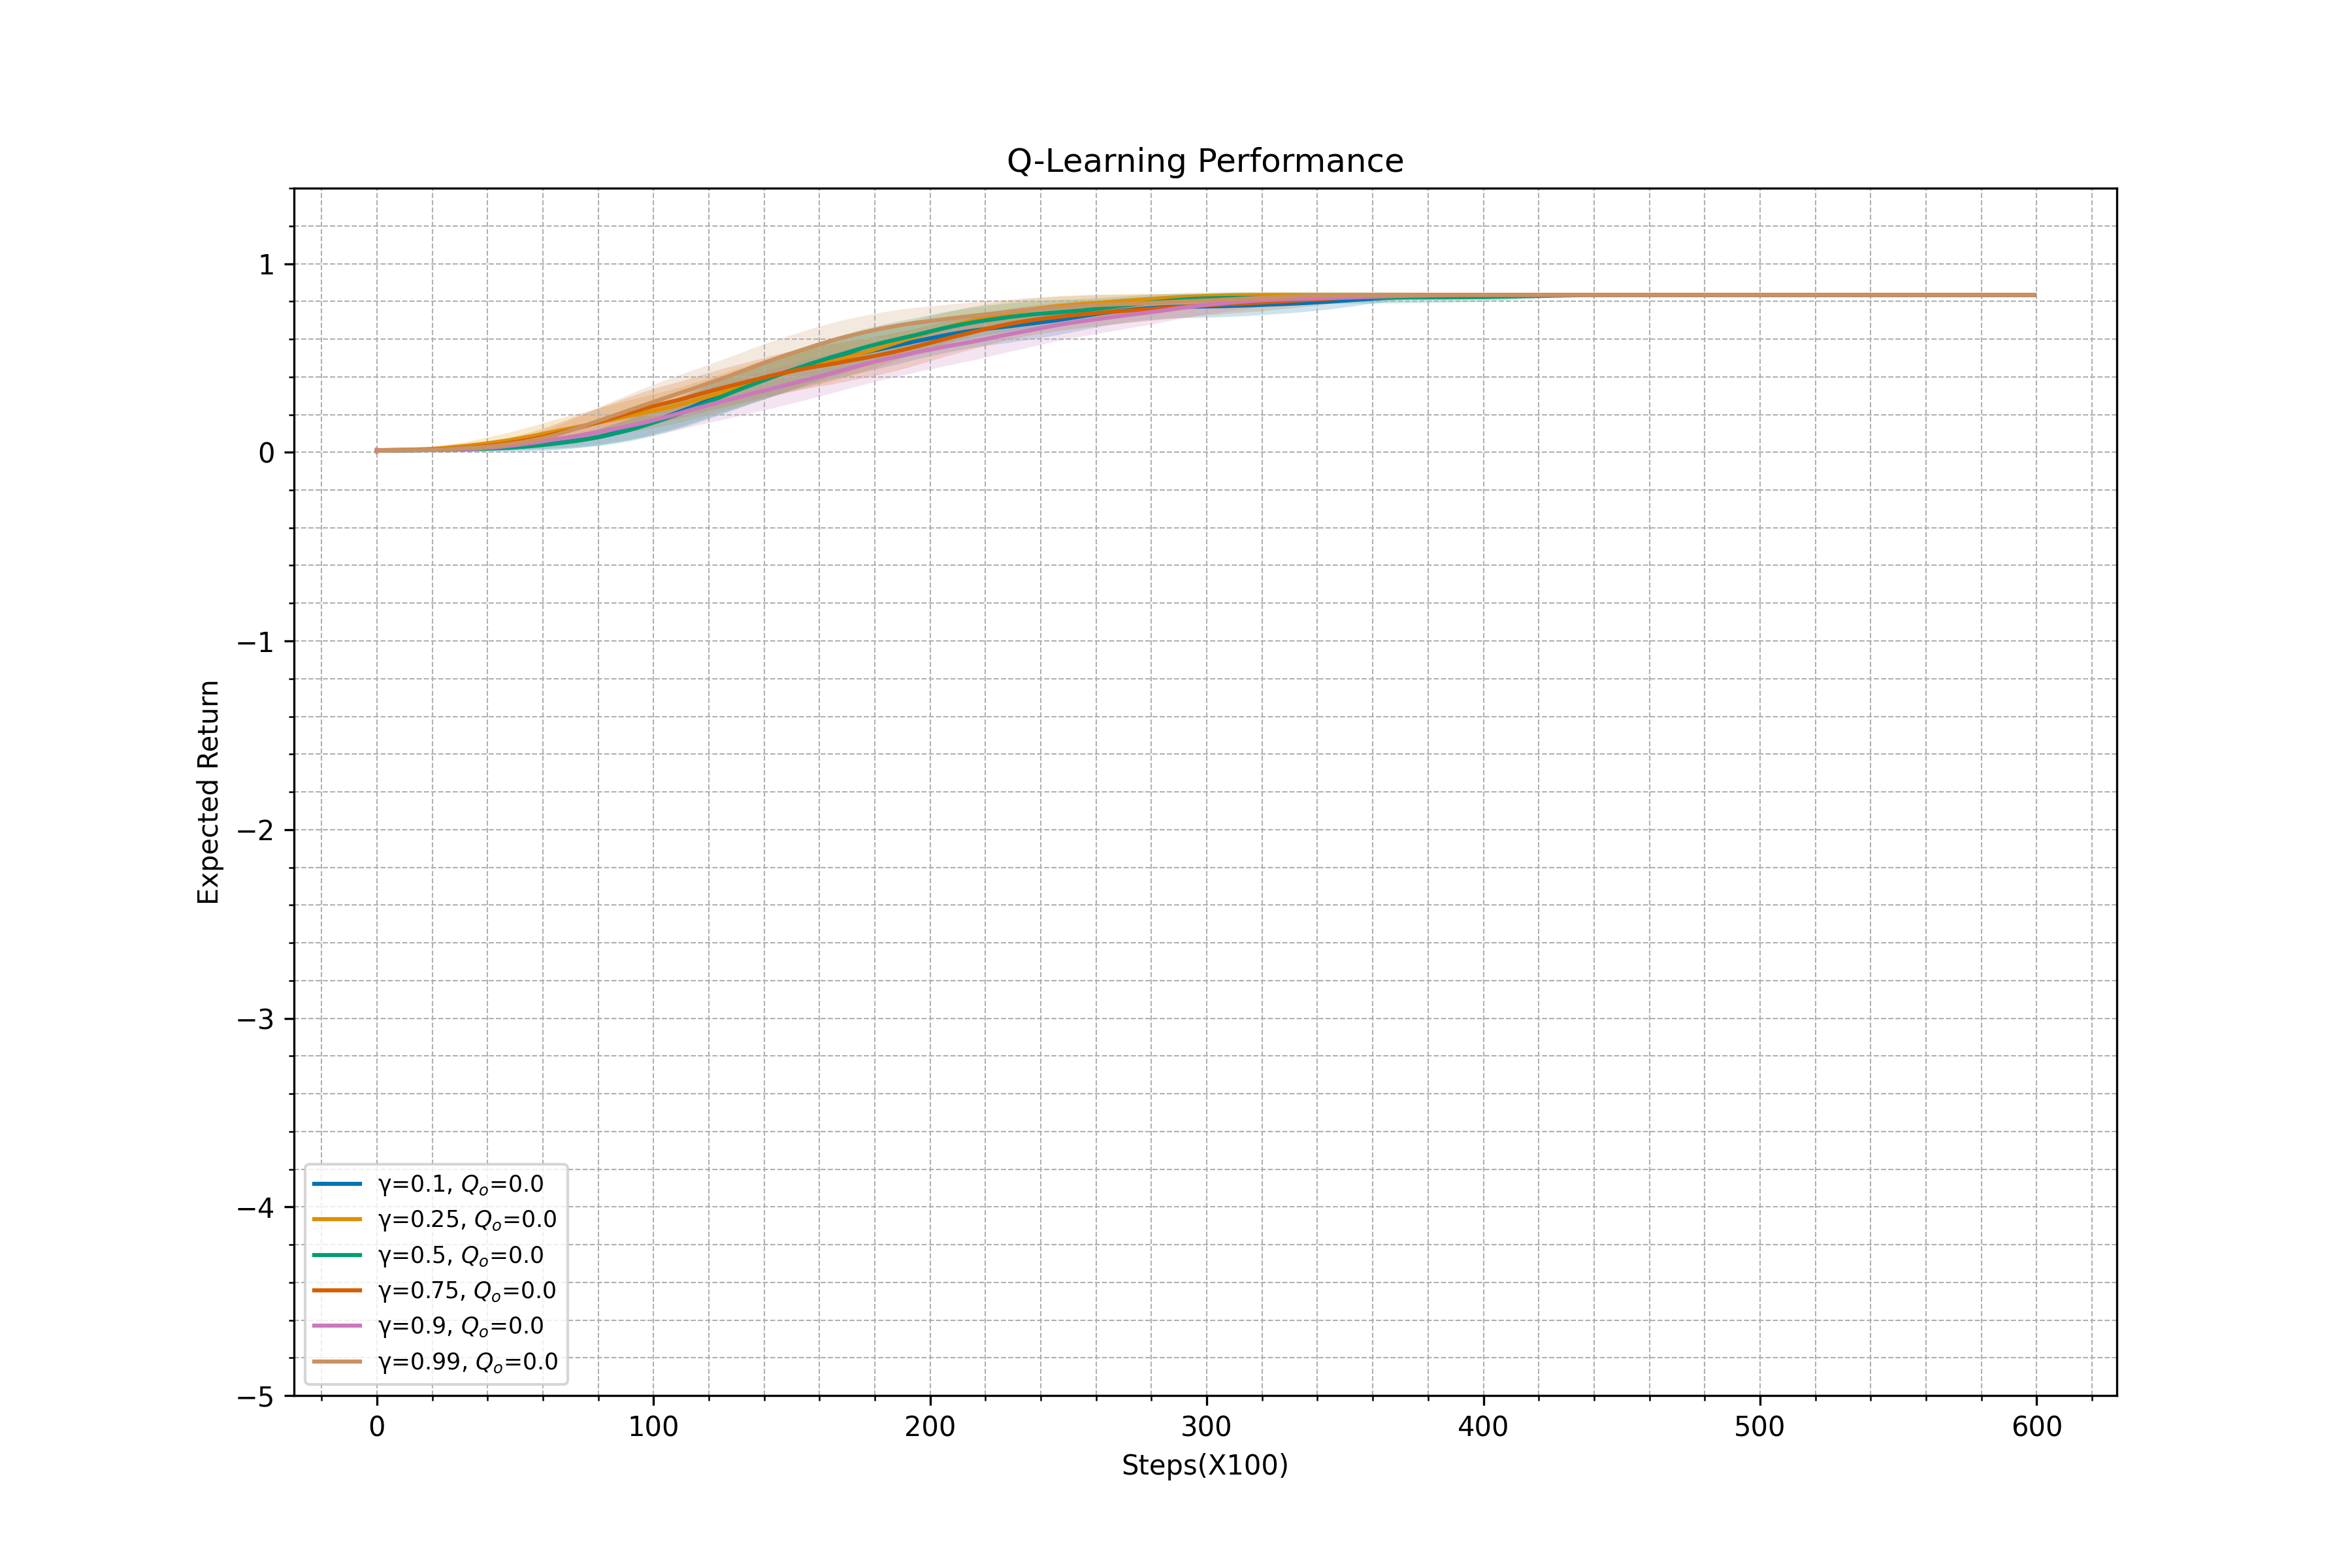 Q-Learning Performance
Expected Return
1
0
−1
−2
−3
−4
−5
γ=0.1, Qₒ=0.0
γ=0.25, Qₒ=0.0
γ=0.5, Qₒ=0.0
γ=0.75, Qₒ=0.0
γ=0.9, Qₒ=0.0
γ=0.99, Qₒ=0.0
0 100 200 300 400 500 600
Steps(X100)